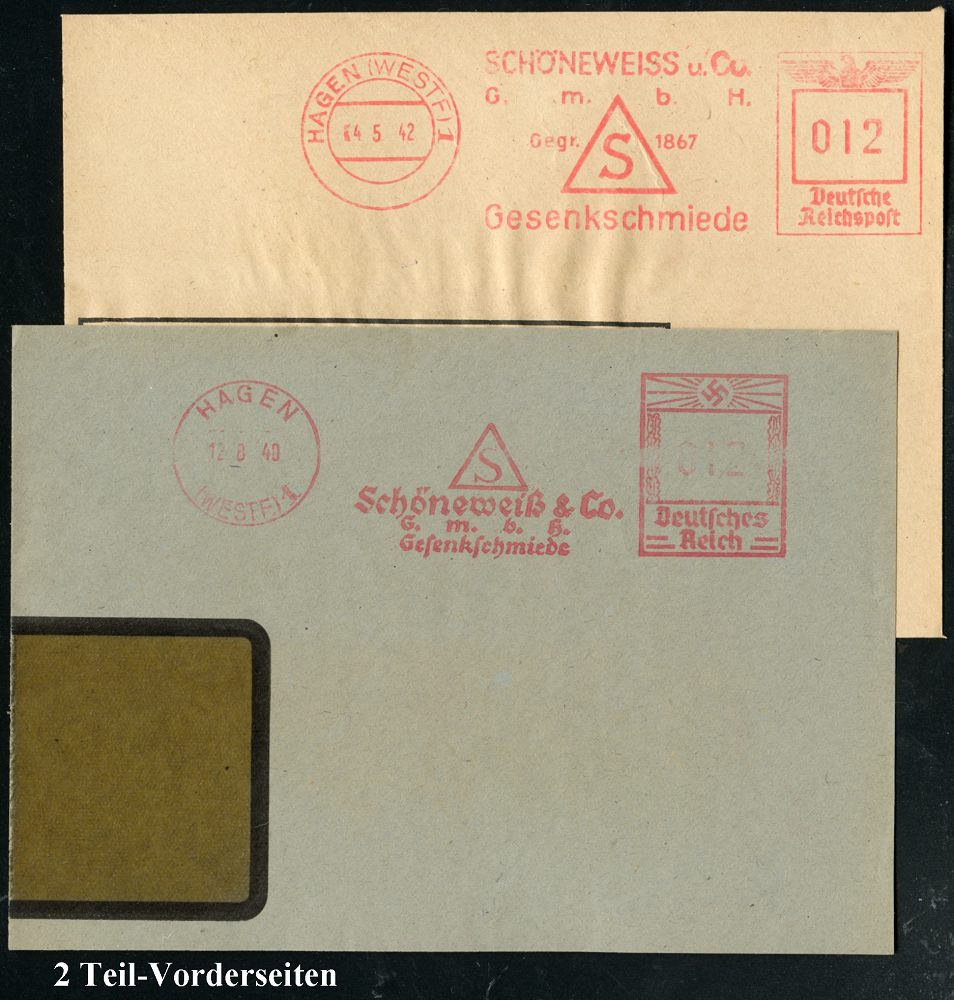 HAGEN (WESTF) 1
4 5 42
SCHÖNEWEISS u. Co.
G. m. b. H.
Gegr. S 1867
Gesenkschmiede
012
Deutsche
Reichspost
HAGEN
12 8 40
(WESTF) 1
S
Schöneweiß & Co.
G. m. b. H.
Gesenkschmiede
012
Deutsches
Reich
2 Teil-Vorderseiten